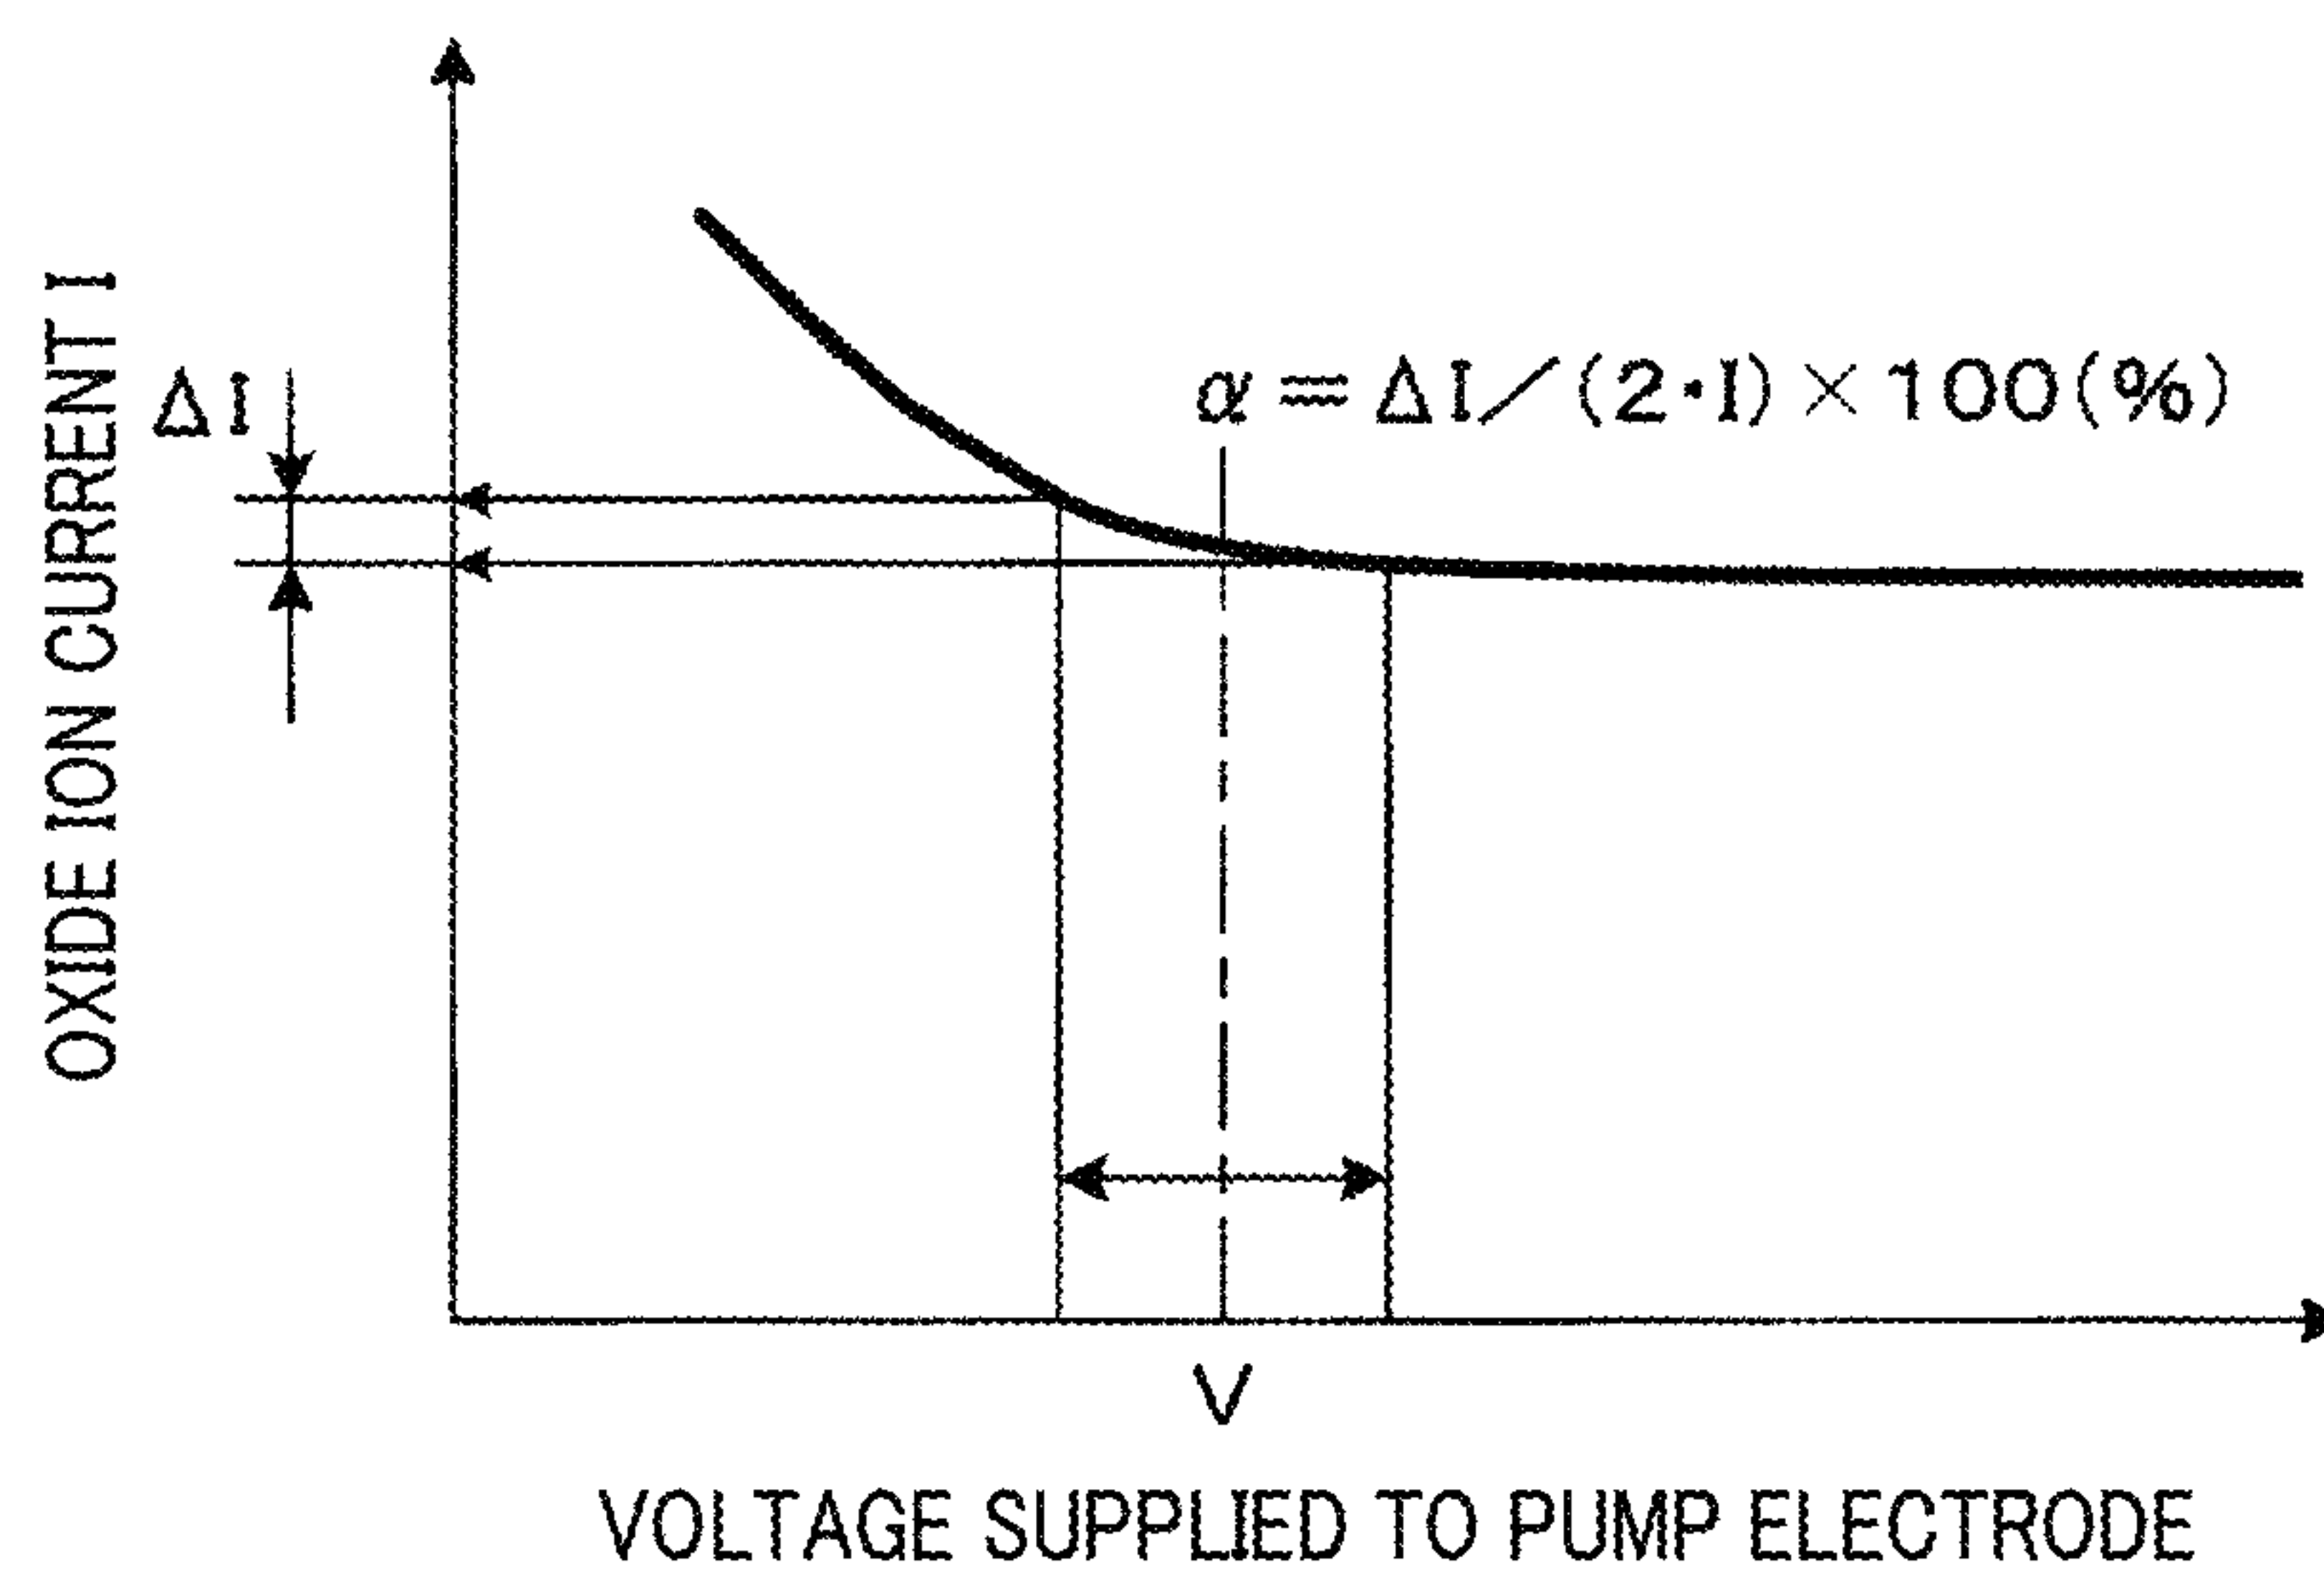 OXIDE ION CURRENT I
ΔI
α=ΔI/(2·I)×100(%)
V
VOLTAGE SUPPLIED TO PUMP ELECTRODE